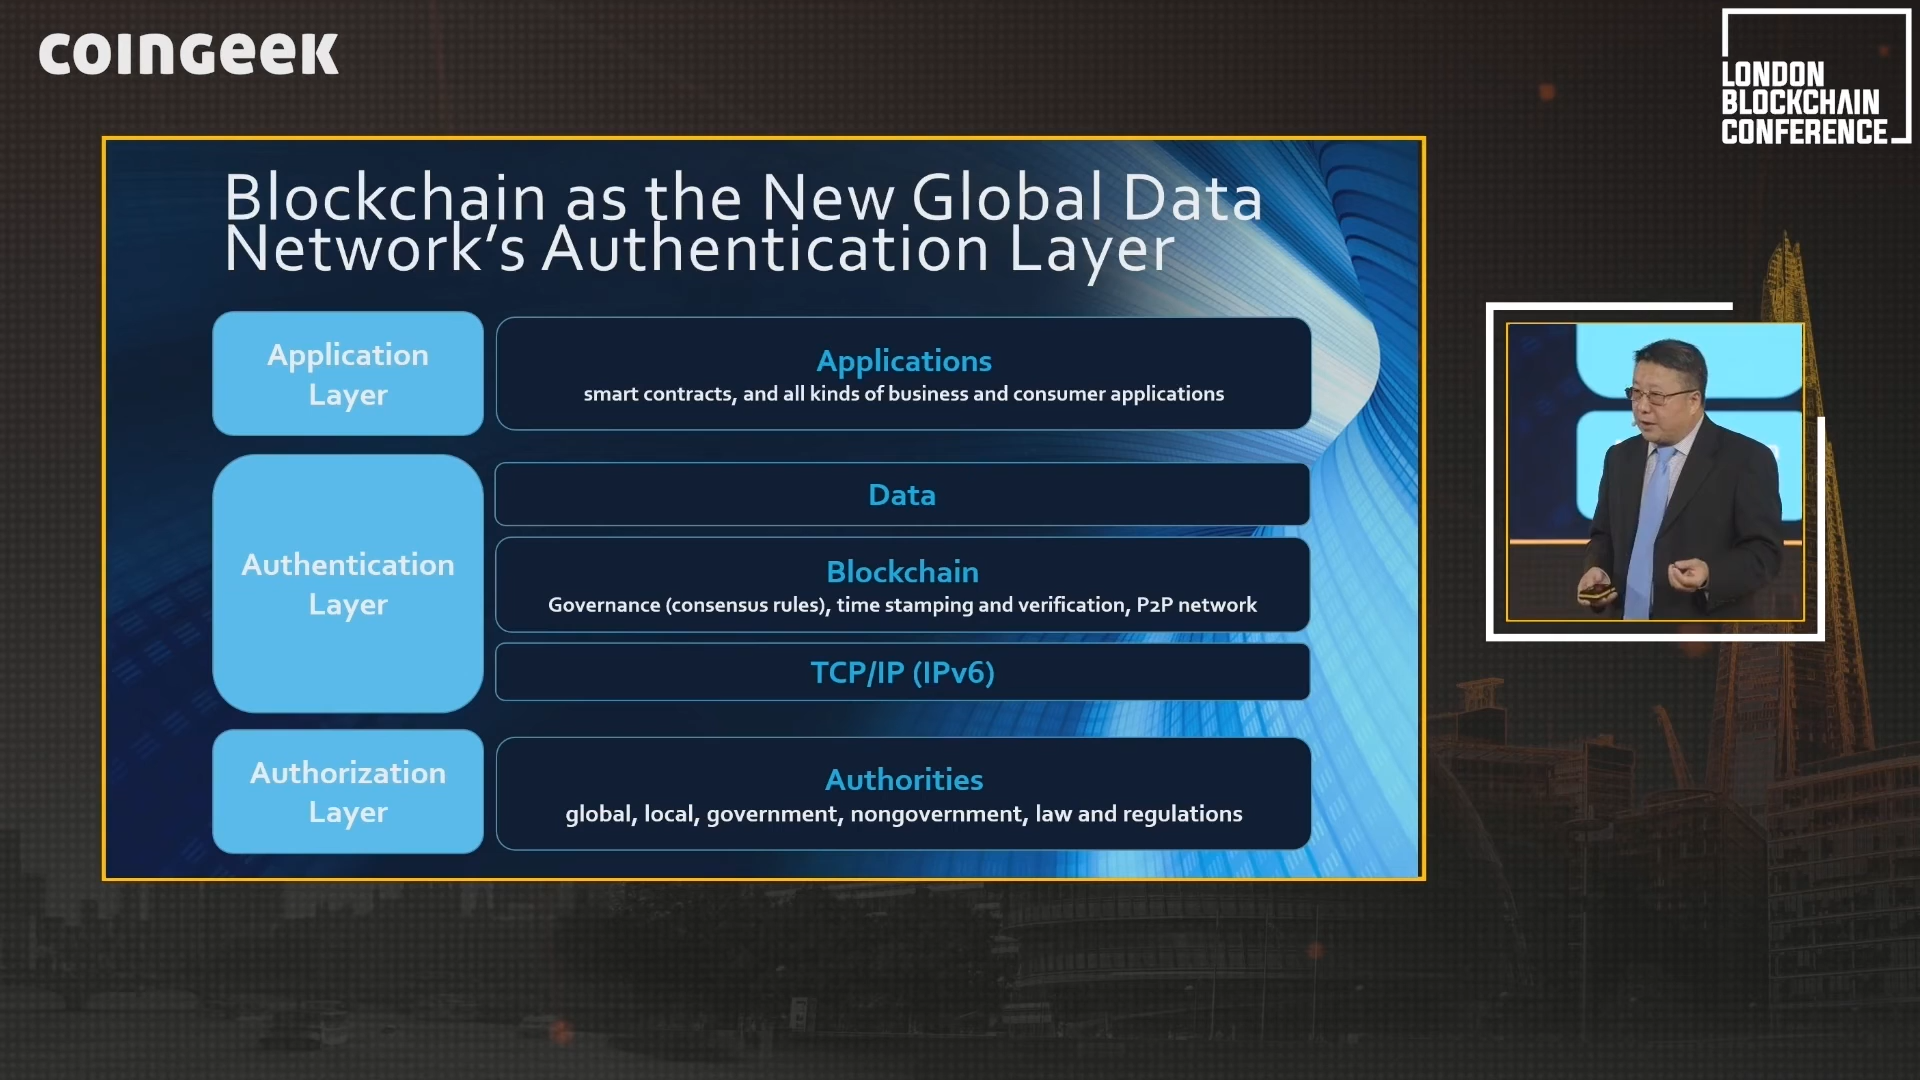 COINGEEK
LONDON
BLOCKCHAIN
CONFERENCE
Blockchain as the New Global Data
Network’s Authentication Layer
Application
Layer
Applications
smart contracts, and all kinds of business and consumer applications
Authentication
Layer
Data
Blockchain
Governance (consensus rules), time stamping and verification, P2P network
TCP/IP (IPv6)
Authorization
Layer
Authorities
global, local, government, nongovernment, law and regulations